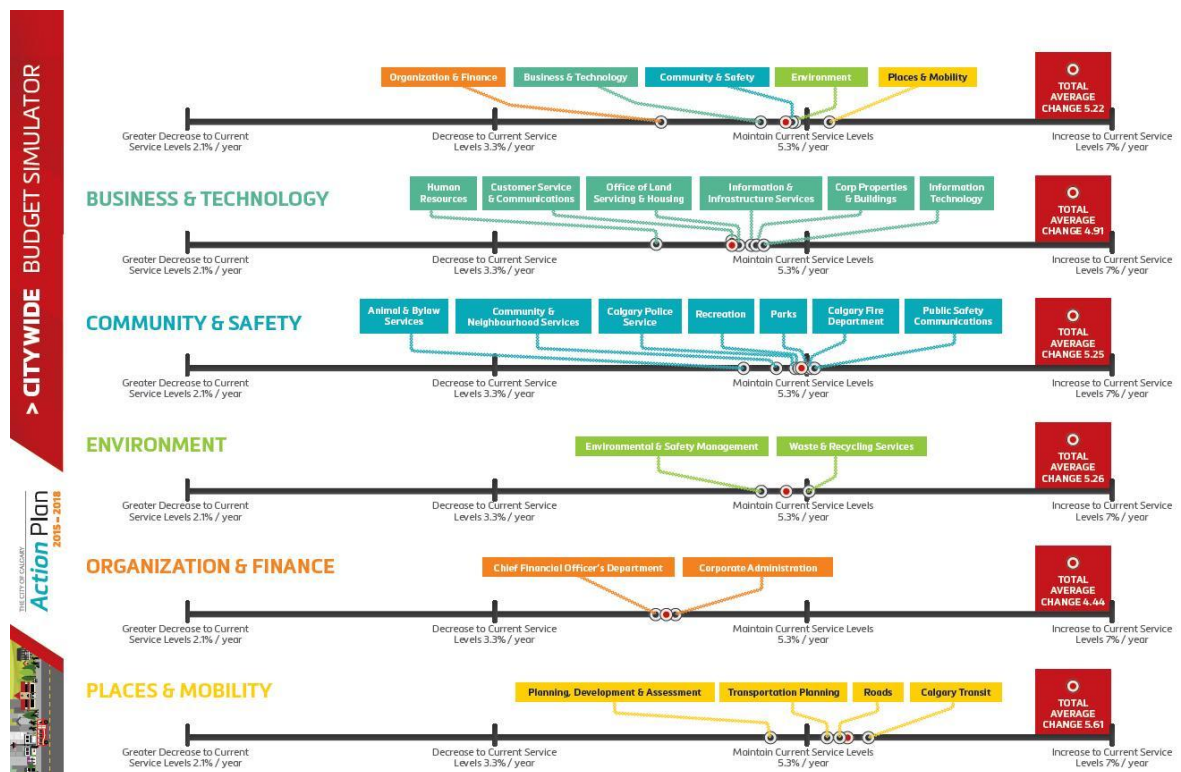 > CITYWIDE BUDGET SIMULATOR
THE CITY OF CALGARY
Action Plan
2015 – 2018
Organization & Finance
Business & Technology
Community & Safety
Environment
Places & Mobility
TOTAL
AVERAGE
CHANGE 5.22
Greater Decrease to Current
Service Levels 2.1% / year
Decrease to Current Service
Levels 3.3% / year
Maintain Current Service Levels
5.3% / year
Increase to Current Service
Levels 7% / year
BUSINESS & TECHNOLOGY
Human
Resources
Customer Service
& Communications
Office of Land
Servicing & Housing
Information &
Infrastructure Services
Corp Properties
& Buildings
Information
Technology
TOTAL
AVERAGE
CHANGE 4.91
Greater Decrease to Current
Service Levels 2.1% / year
Decrease to Current Service
Levels 3.3% / year
Maintain Current Service Levels
5.3% / year
Increase to Current Service
Levels 7% / year
COMMUNITY & SAFETY
Animal & Bylaw
Services
Community &
Neighbourhood Services
Calgary Police
Service
Recreation
Parks
Calgary Fire
Department
Public Safety
Communications
TOTAL
AVERAGE
CHANGE 5.25
Greater Decrease to Current
Service Levels 2.1% / year
Decrease to Current Service
Levels 3.3% / year
Maintain Current Service Levels
5.3% / year
Increase to Current Service
Levels 7% / year
ENVIRONMENT
Environmental & Safety Management
Waste & Recycling Services
TOTAL
AVERAGE
CHANGE 5.26
Greater Decrease to Current
Service Levels 2.1% / year
Decrease to Current Service
Levels 3.3% / year
Maintain Current Service Levels
5.3% / year
Increase to Current Service
Levels 7% / year
ORGANIZATION & FINANCE
Chief Financial Officer's Department
Corporate Administration
TOTAL
AVERAGE
CHANGE 4.44
Greater Decrease to Current
Service Levels 2.1% / year
Decrease to Current Service
Levels 3.3% / year
Maintain Current Service Levels
5.3% / year
Increase to Current Service
Levels 7% / year
PLACES & MOBILITY
Planning, Development & Assessment
Transportation Planning
Roads
Calgary Transit
TOTAL
AVERAGE
CHANGE 5.61
Greater Decrease to Current
Service Levels 2.1% / year
Decrease to Current Service
Levels 3.3% / year
Maintain Current Service Levels
5.3% / year
Increase to Current Service
Levels 7% / year